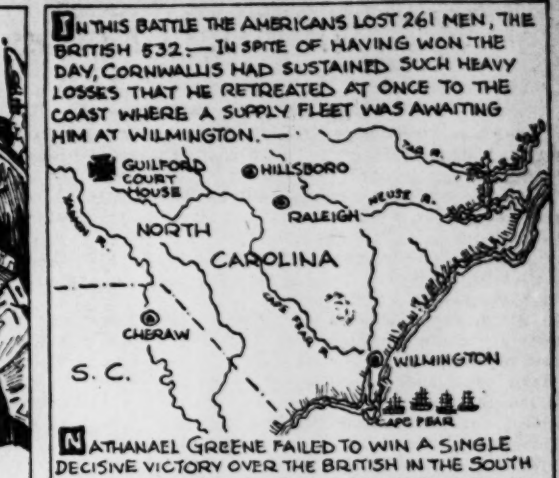 IN THIS BATTLE THE AMERICANS LOST 261 MEN, THE
BRITISH 532.— IN SPITE OF HAVING WON THE
DAY, CORNWALLIS HAD SUSTAINED SUCH HEAVY
LOSSES THAT HE RETREATED AT ONCE TO THE
COAST WHERE A SUPPLY FLEET WAS AWAITING
HIM AT WILMINGTON.—
TAR R.
GUILFORD
COURT
HOUSE
HILLSBORO
NEUSE R.
RALEIGH
YADKIN R.
NORTH
CAROLINA
CAPE FEAR R.
CHERAW
WILMINGTON
S. C.
CAPE FEAR
NATHANAEL GREENE FAILED TO WIN A SINGLE
DECISIVE VICTORY OVER THE BRITISH IN THE SOUTH